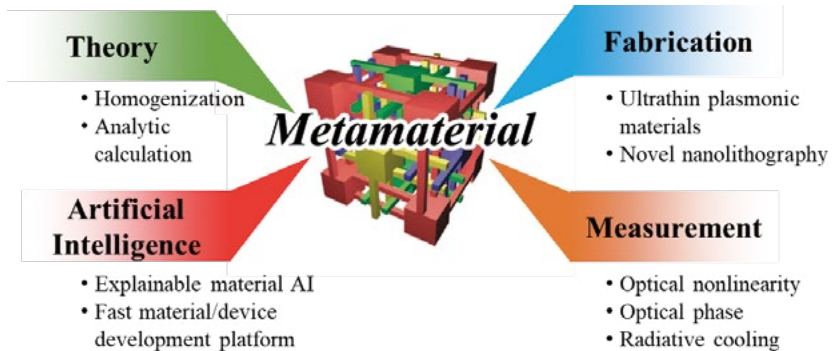 Theory
• Homogenization
• Analytic
calculation
Fabrication
• Ultrathin plasmonic
materials
• Novel nanolithography
Metamaterial
Artificial
Intelligence
• Explainable material AI
• Fast material/device
development platform
Measurement
• Optical nonlinearity
• Optical phase
• Radiative cooling